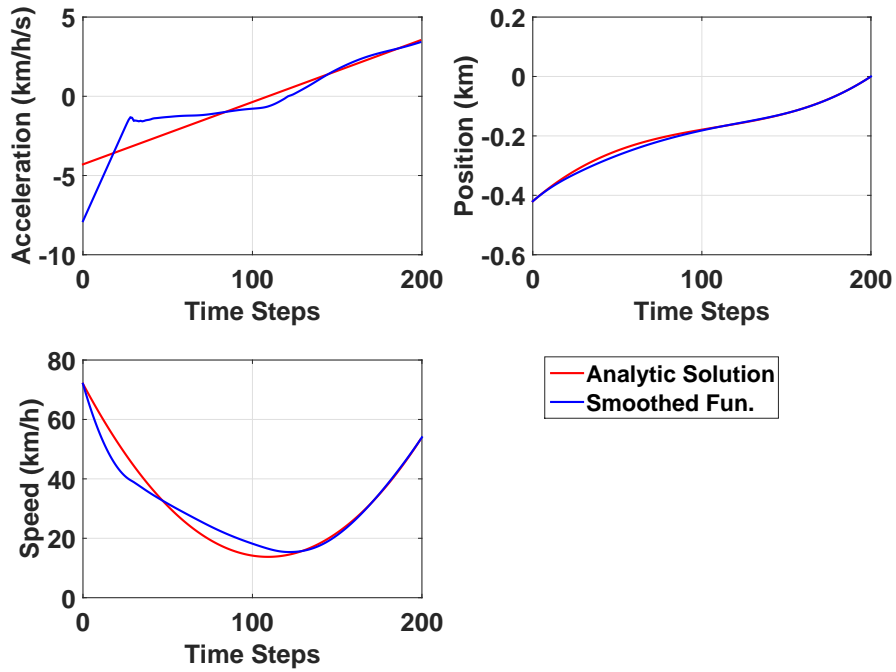 Acceleration (km/h/s)
5
0
-5
-10
0
100
200
Time Steps
Position (km)
0.2
0
-0.2
-0.4
-0.6
0
100
200
Time Steps
Speed (km/h)
80
60
40
20
0
0
100
200
Time Steps
Analytic Solution
Smoothed Fun.